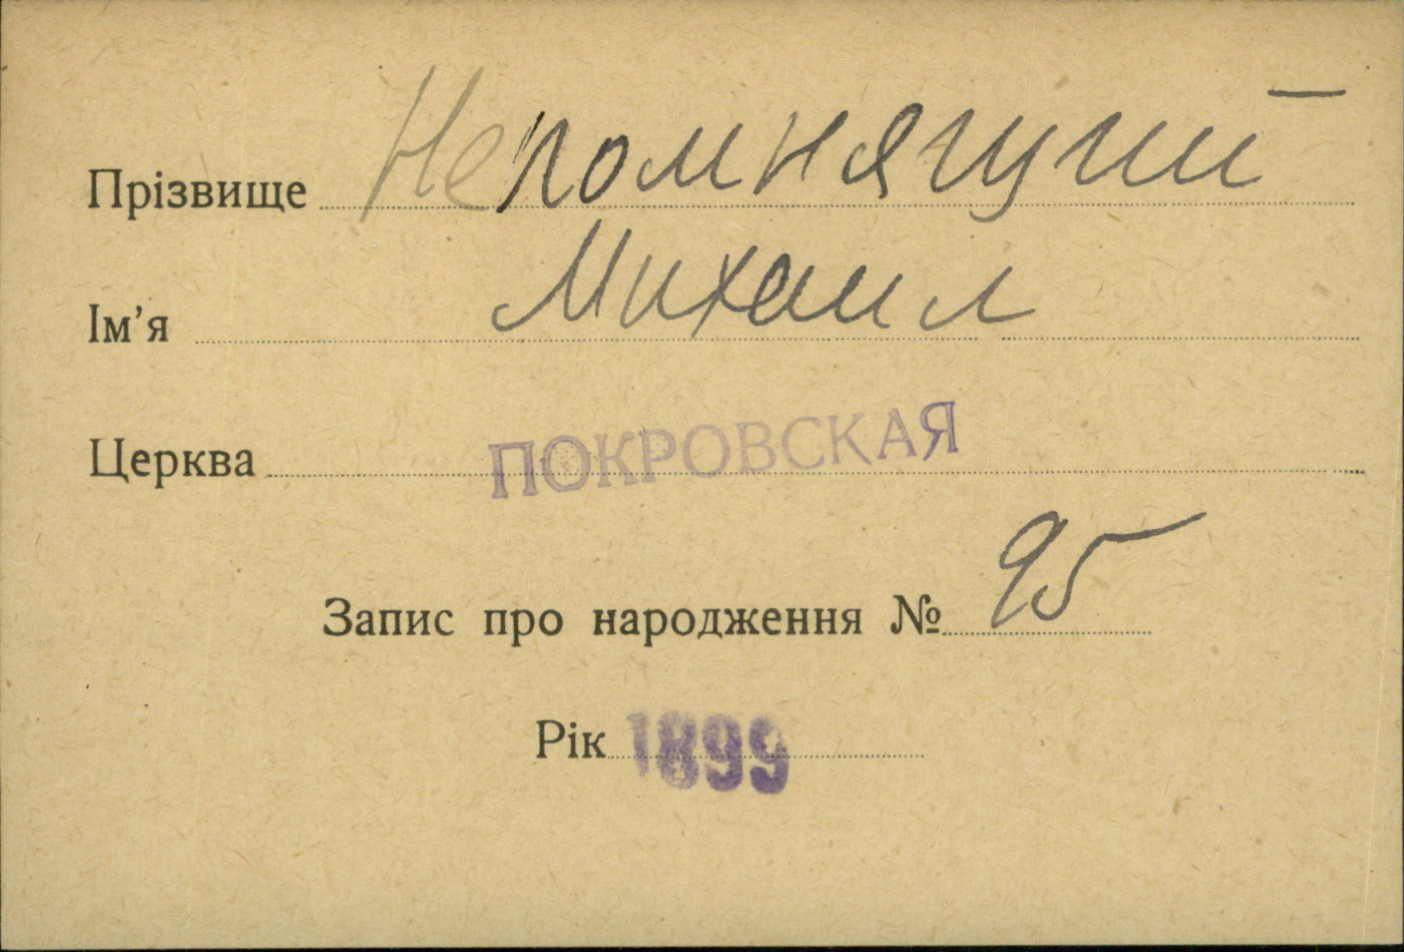 Прізвище Непомнящий
Ім'я Михаил
Церква ПОКРОВСКАЯ
Запис про народження № 95
Рік 1899